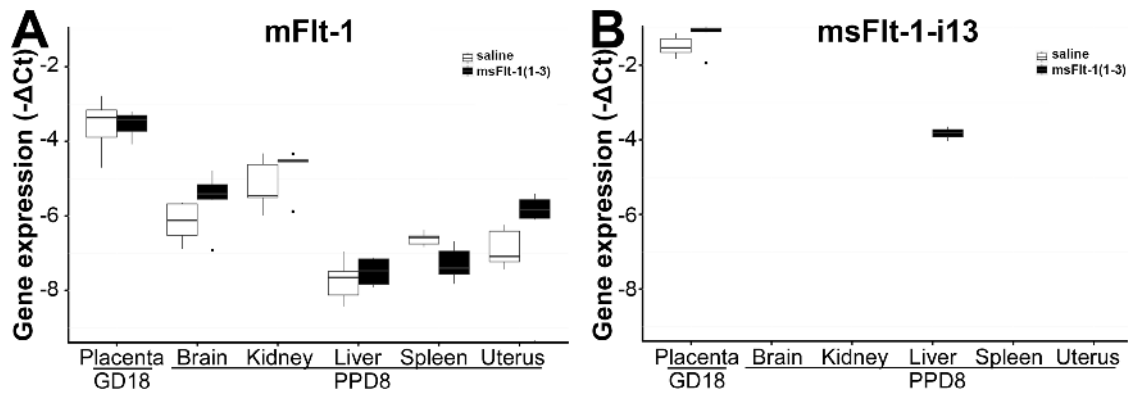 A
mFlt-1
saline
msFlt-1(1-3)
Gene expression (-ΔCt)
-2
-4
-6
-8
Placenta Brain Kidney Liver Spleen Uterus
GD18 PPD8
B
msFlt-1-i13
saline
msFlt-1(1-3)
Gene expression (-ΔCt)
-2
-4
-6
-8
Placenta Brain Kidney Liver Spleen Uterus
GD18 PPD8